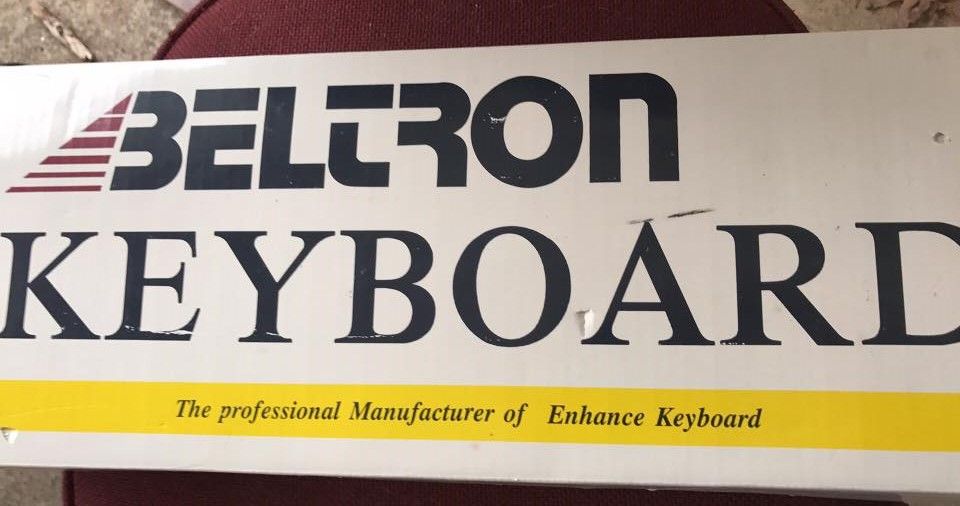 BELTRON
KEYBOARD
The professional Manufacturer of Enhance Keyboard